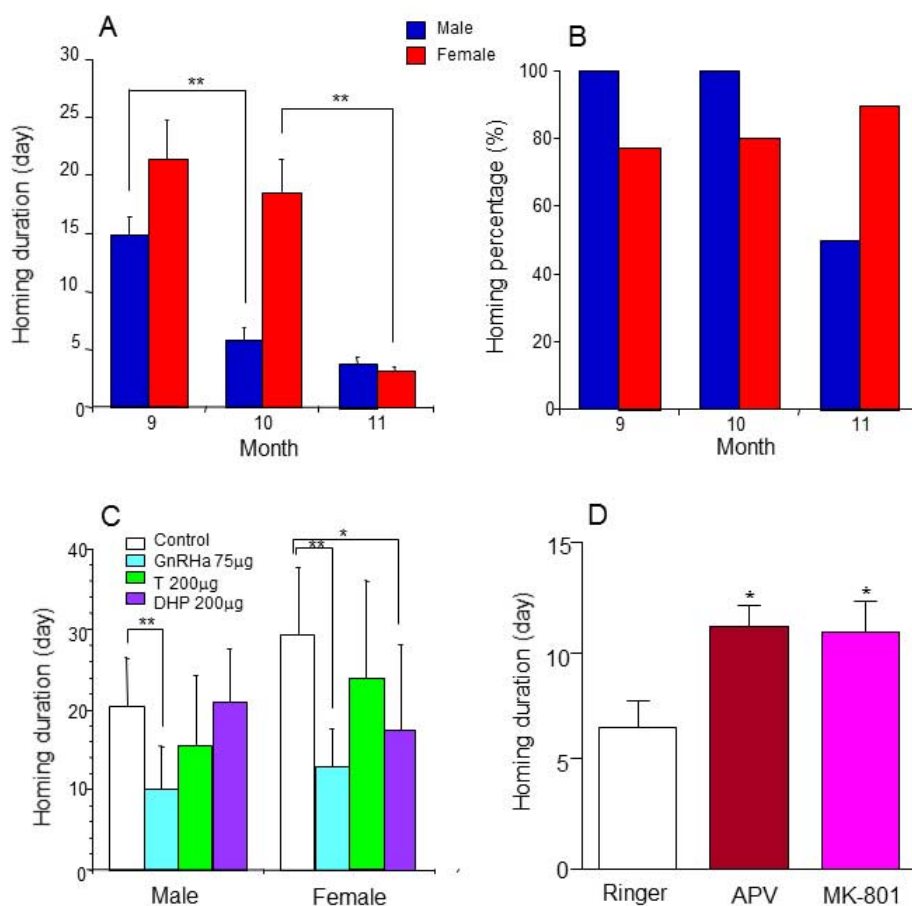 A
Male
Female
B
Homing duration (day)
30
25
20
15
10
5
0
**
**
9
10
11
Month
Homing percentage (%)
100
80
60
40
20
0
9
10
11
Month
C
Control
GnRHa 75μg
T 200μg
DHP 200μg
Homing duration (day)
40
30
20
10
0
**
**
*
Male
Female
D
Homing duration (day)
15
10
5
0
*
*
Ringer
APV
MK-801